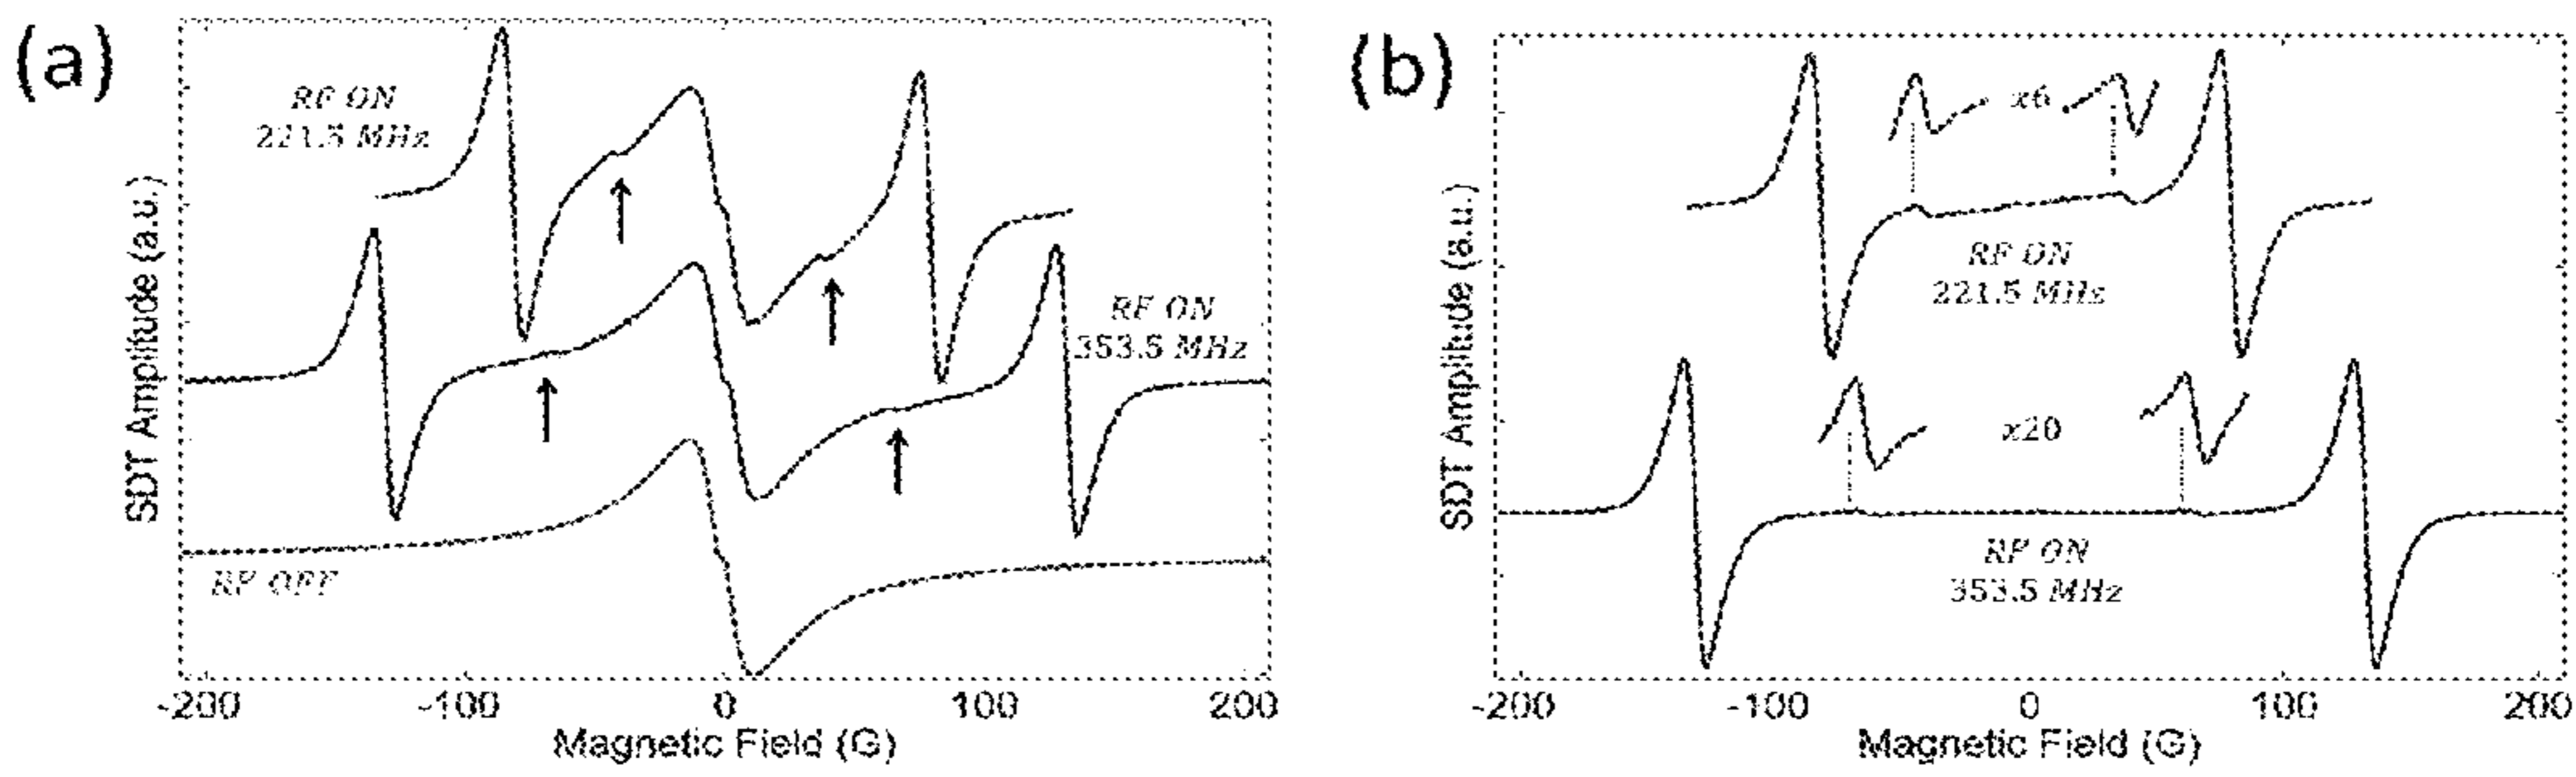 (a)
RF ON
221.5 MHz
RF ON
353.5 MHz
RF OFF
SDT Amplitude (a.u.)
-200 -100 0 100 200
Magnetic Field (G)
(b)
x6
RF ON
221.5 MHz
x20
RF ON
353.5 MHz
SDT Amplitude (a.u.)
-200 -100 0 100 200
Magnetic Field (G)